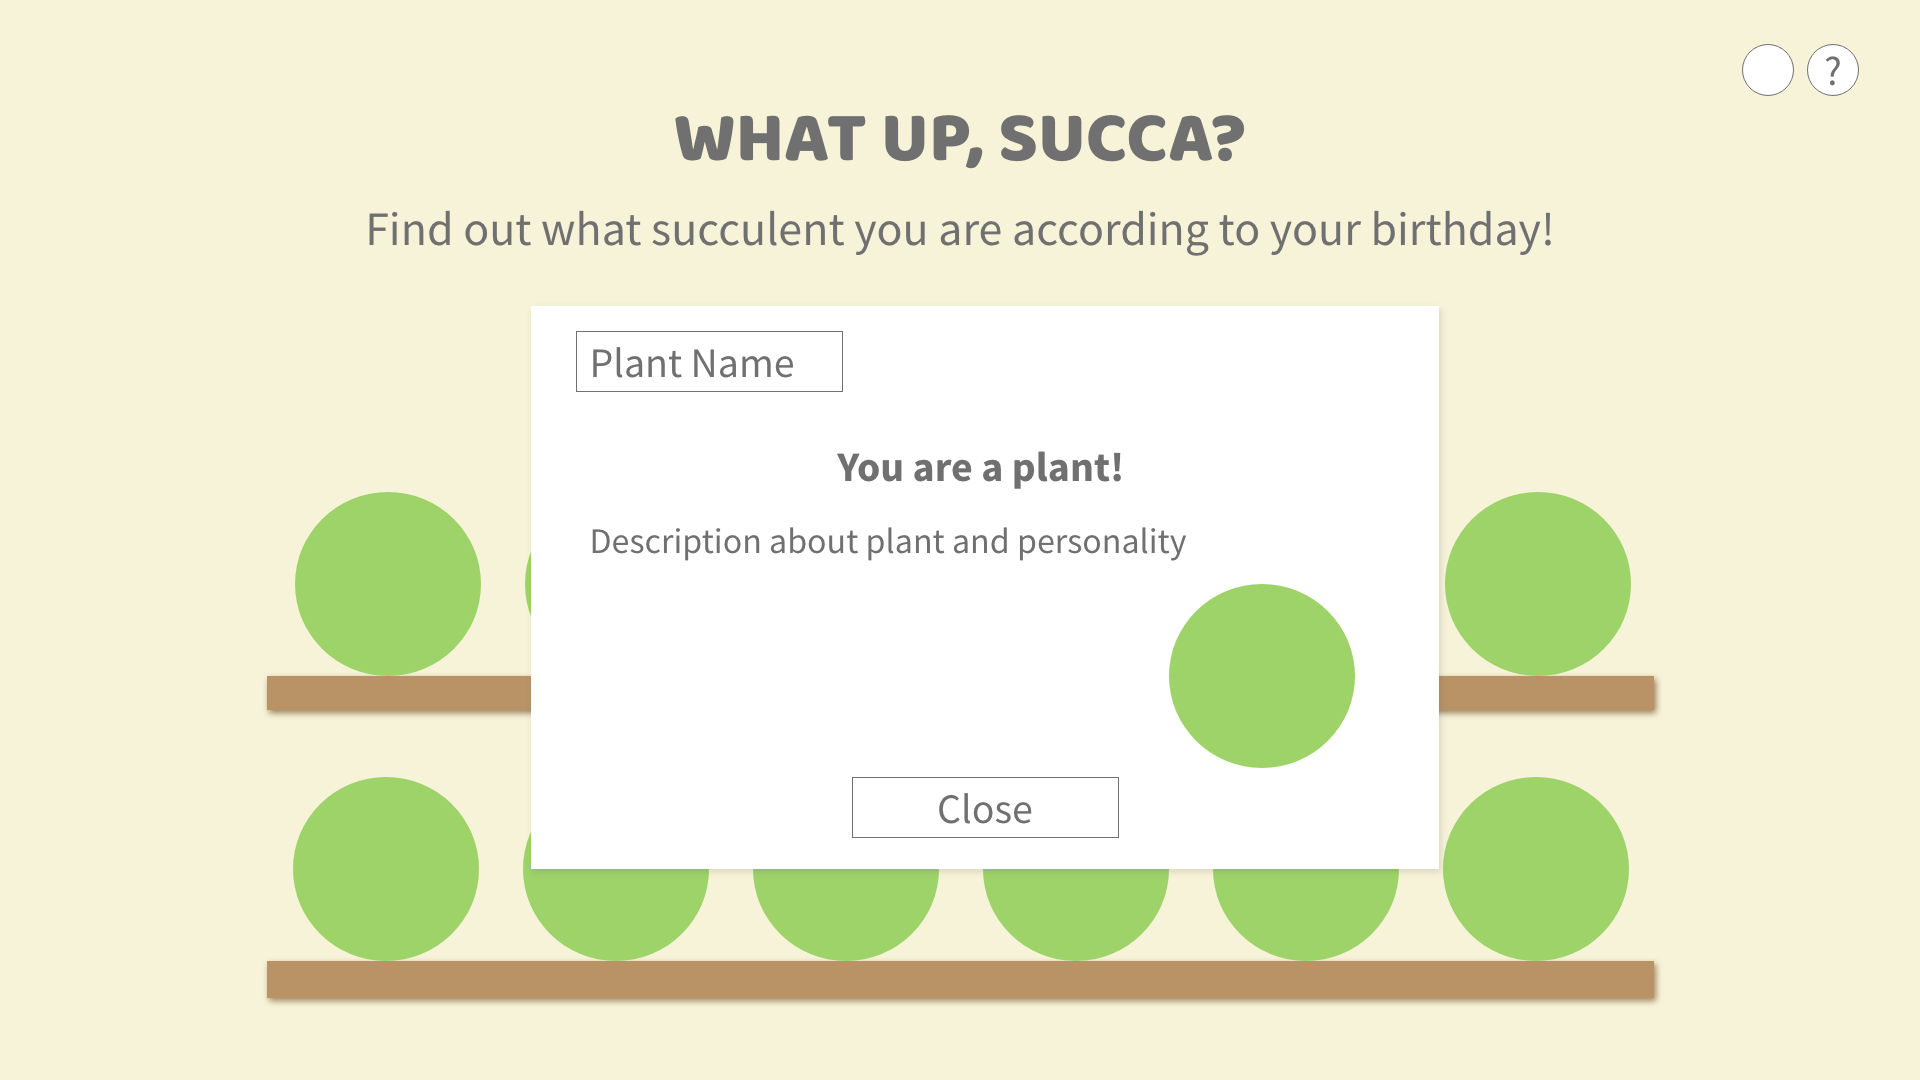 ?
WHAT UP, SUCCA?
Find out what succulent you are according to your birthday!
Plant Name
You are a plant!
Description about plant and personality
Close